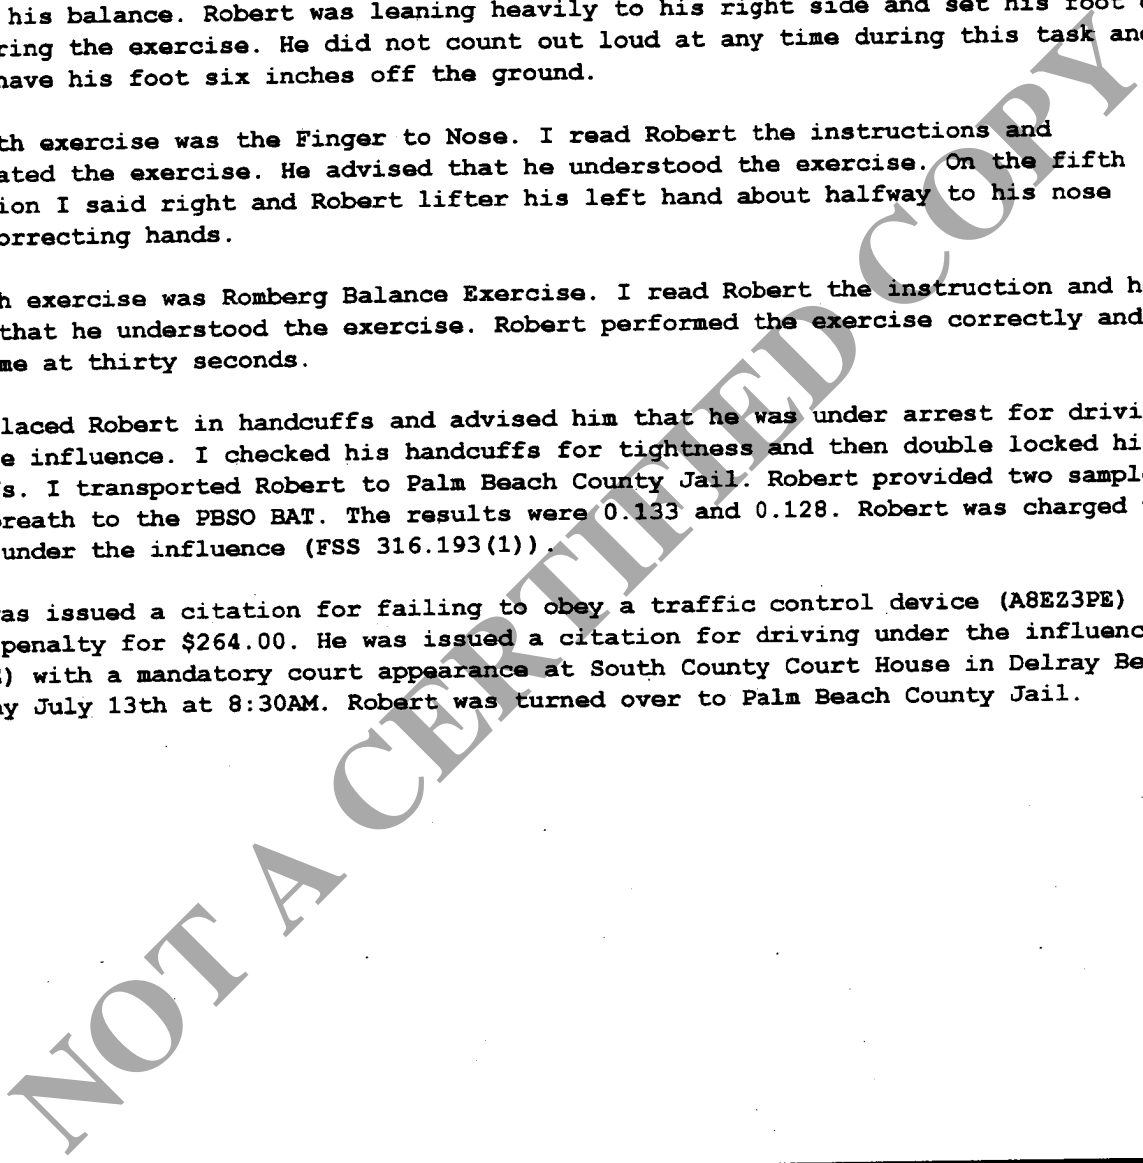 his balance. Robert was leaning heavily to his right side and set his foot
ring the exercise. He did not count out loud at any time during this task and
have his foot six inches off the ground.
th exercise was the Finger to Nose. I read Robert the instructions and
ated the exercise. He advised that he understood the exercise. On the fifth
ion I said right and Robert lifter his left hand about halfway to his nose
orrecting hands.
h exercise was Romberg Balance Exercise. I read Robert the instruction and h
that he understood the exercise. Robert performed the exercise correctly and
me at thirty seconds.
laced Robert in handcuffs and advised him that he was under arrest for drivi
e influence. I checked his handcuffs for tightness and then double locked hi
s. I transported Robert to Palm Beach County Jail. Robert provided two sampl
breath to the PBSO BAT. The results were 0.133 and 0.128. Robert was charged
under the influence (FSS 316.193(1)).
as issued a citation for failing to obey a traffic control device (A8EZ3PE)
penalty for $264.00. He was issued a citation for driving under the influenc
) with a mandatory court appearance at South County Court House in Delray Be
y July 13th at 8:30AM. Robert was turned over to Palm Beach County Jail.
NOT A CERTIFIED COPY